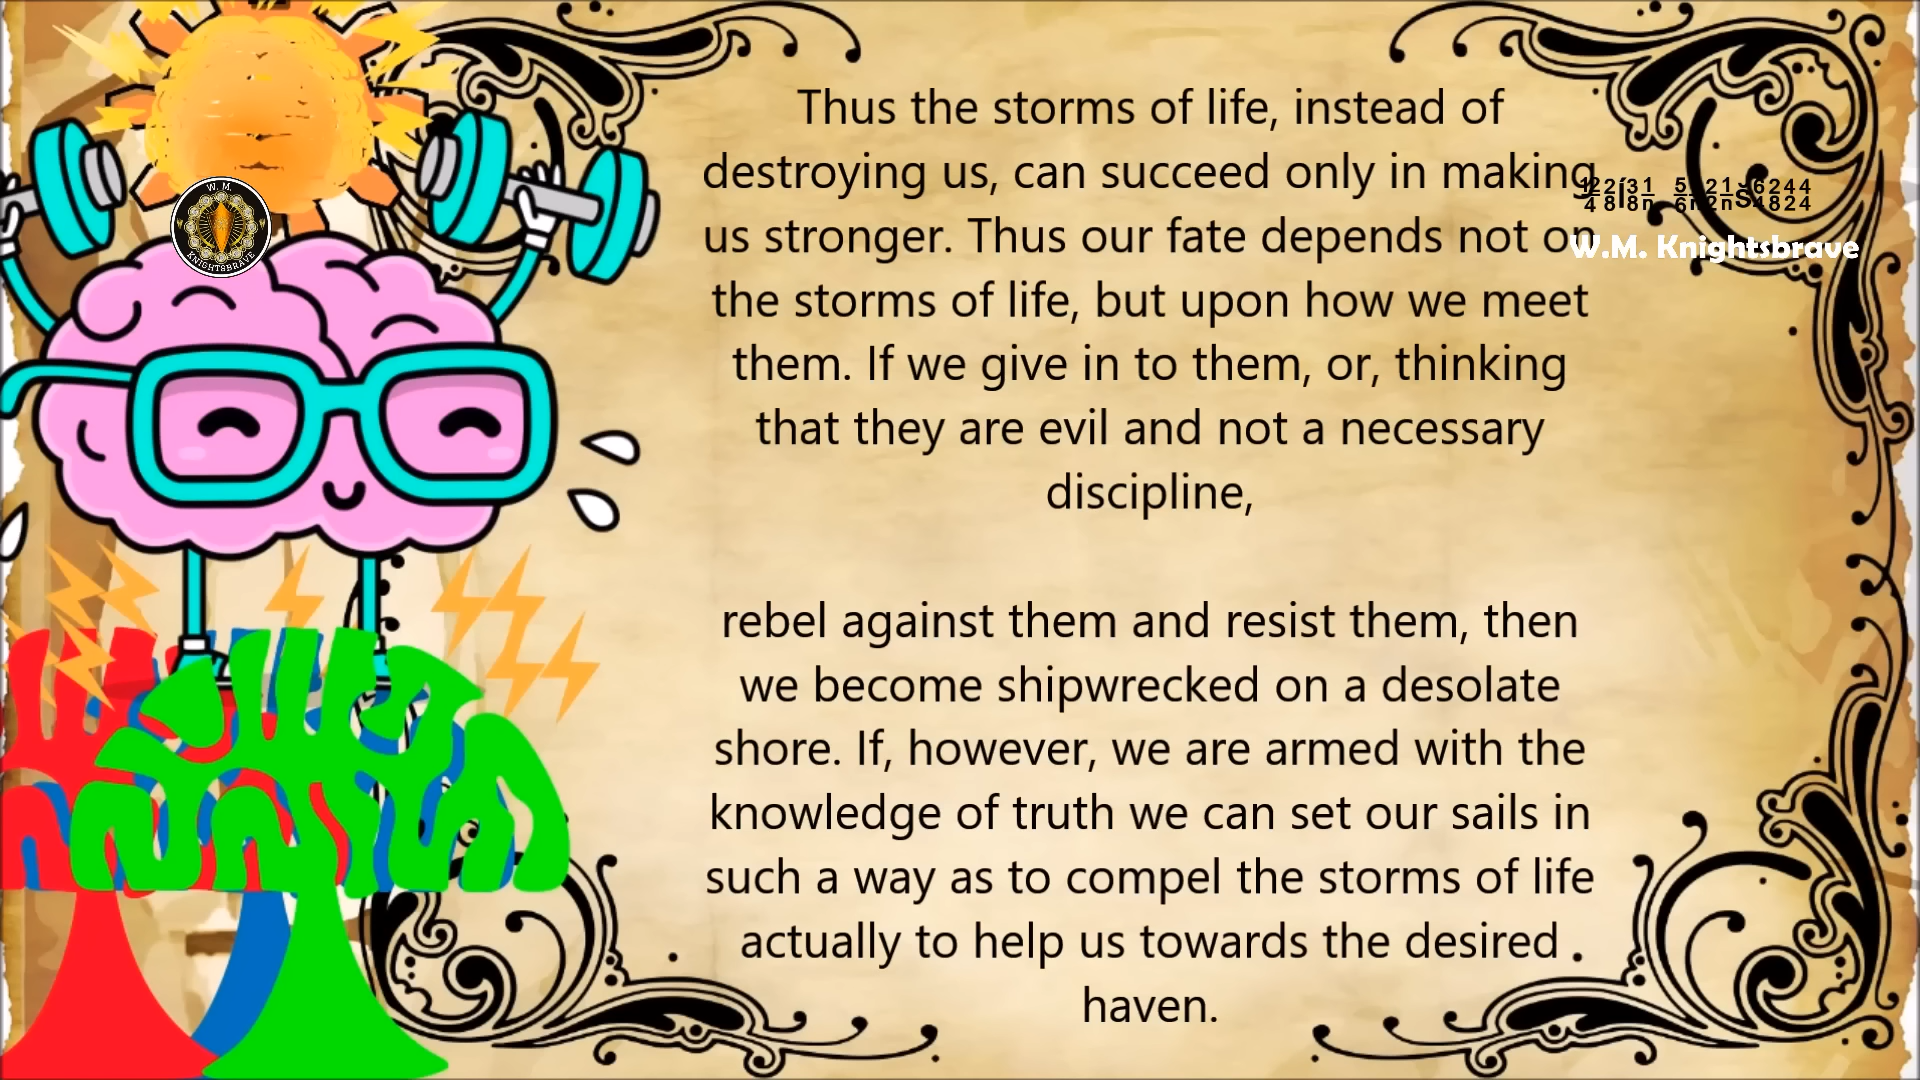 Thus the storms of life, instead of
destroying us, can succeed only in making
us stronger. Thus our fate depends not on
the storms of life, but upon how we meet
them. If we give in to them, or, thinking
that they are evil and not a necessary
discipline,
rebel against them and resist them, then
we become shipwrecked on a desolate
shore. If, however, we are armed with the
knowledge of truth we can set our sails in
such a way as to compel the storms of life
actually to help us towards the desired
haven.
W.M. Knightsbrave
W. M.
KNIGHTSBRAVE